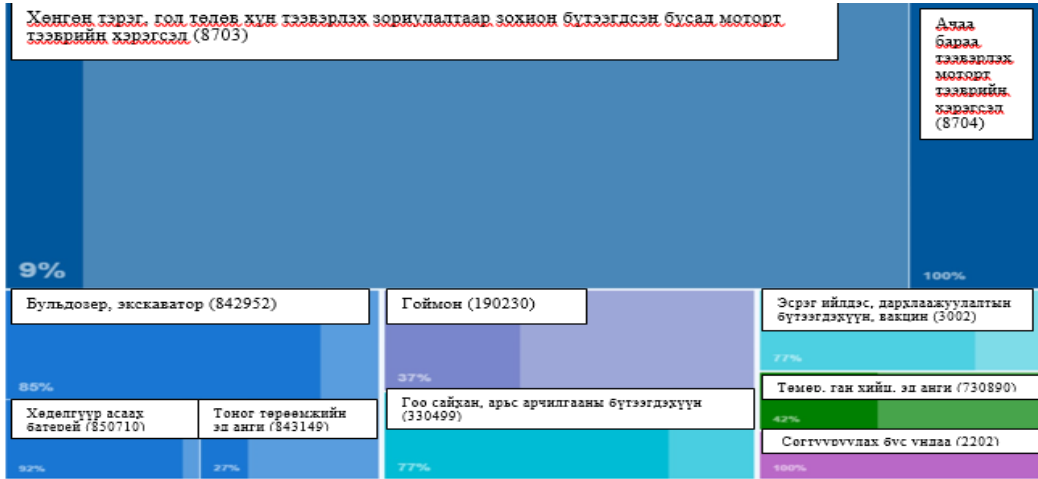 Хөнгөн тэрэг, гол төлөв хүн тээвэрлэх зориулалтаар зохион бүтээгдсэн бусад моторт
тээврийн хэрэгсэл (8703)
9%
Ачаа
бараа
тээвэрлэх
моторт
тээврийн
хэрэгсэл
(8704)
100%
Бульдозер, экскаватор (842952)
85%
Хөдөлгүүр асаах
батерей (850710)
92%
Тоног төрөөмжийн
эд анги (843149)
27%
Гоймон (190230)
37%
Гоо сайхан, арьс арчилгааны бүтээгдэхүүн
(330499)
77%
Эсрэг ийлдэс, дархлаажуулалтын
бүтээгдэхүүн, вакцин (3002)
77%
Төмөр, ган хийц, эд анги (730890)
42%
Согтууруулах бус ундаа (2202)
100%